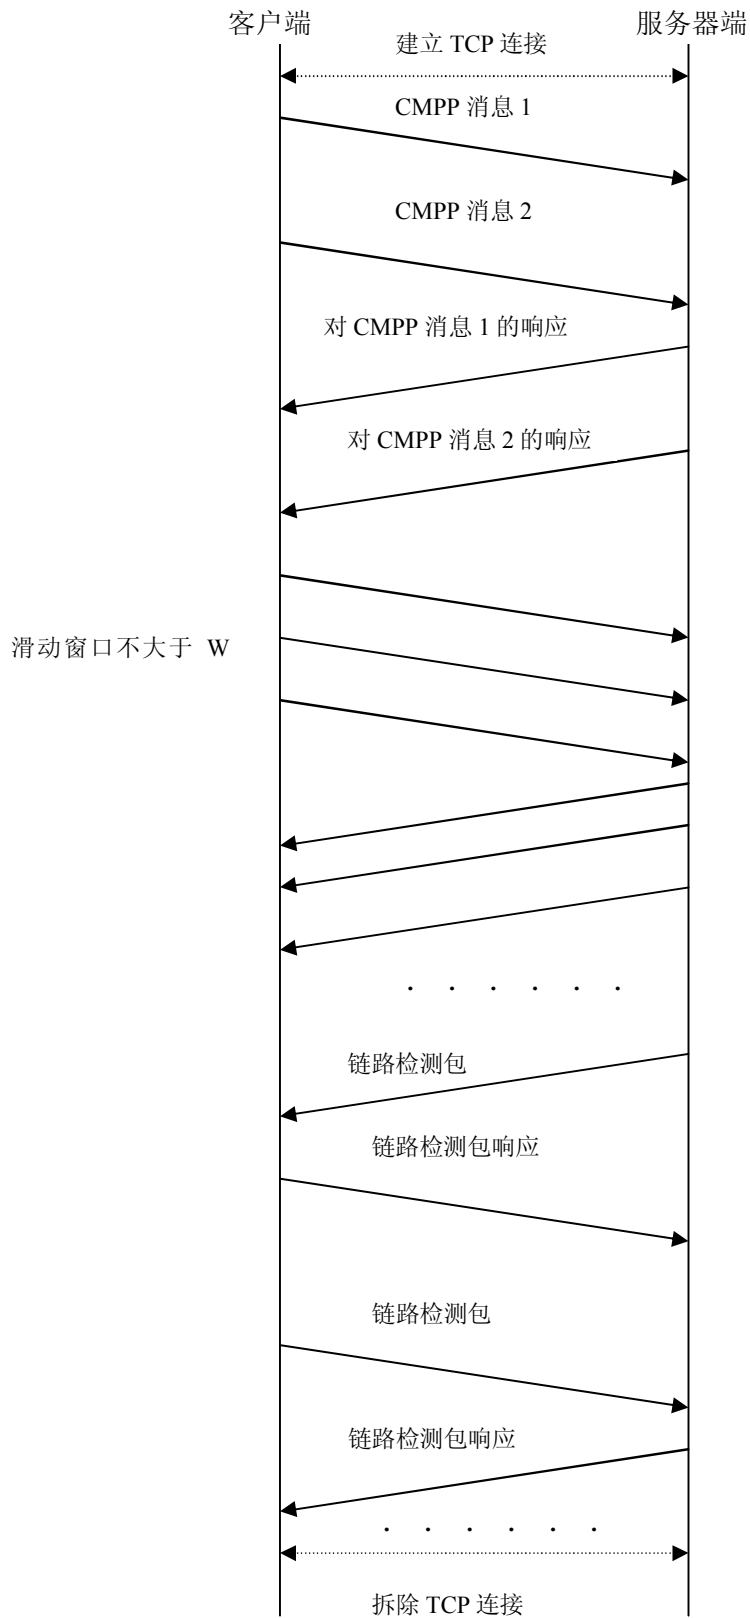 客户端
服务器端
建立 TCP 连接
CMPP 消息 1
CMPP 消息 2
对 CMPP 消息 1 的响应
对 CMPP 消息 2 的响应
滑动窗口不大于 W
. . . . . .
链路检测包
链路检测包响应
链路检测包
链路检测包响应
. . . . . .
拆除 TCP 连接